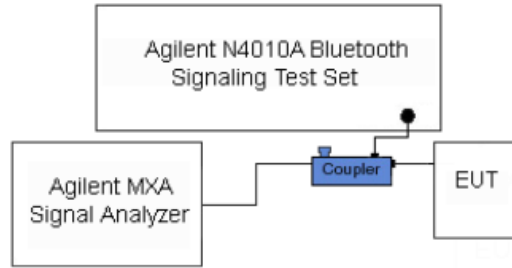 Agilent N4010A Bluetooth
Signaling Test Set
Coupler
Agilent MXA
Signal Analyzer
EUT